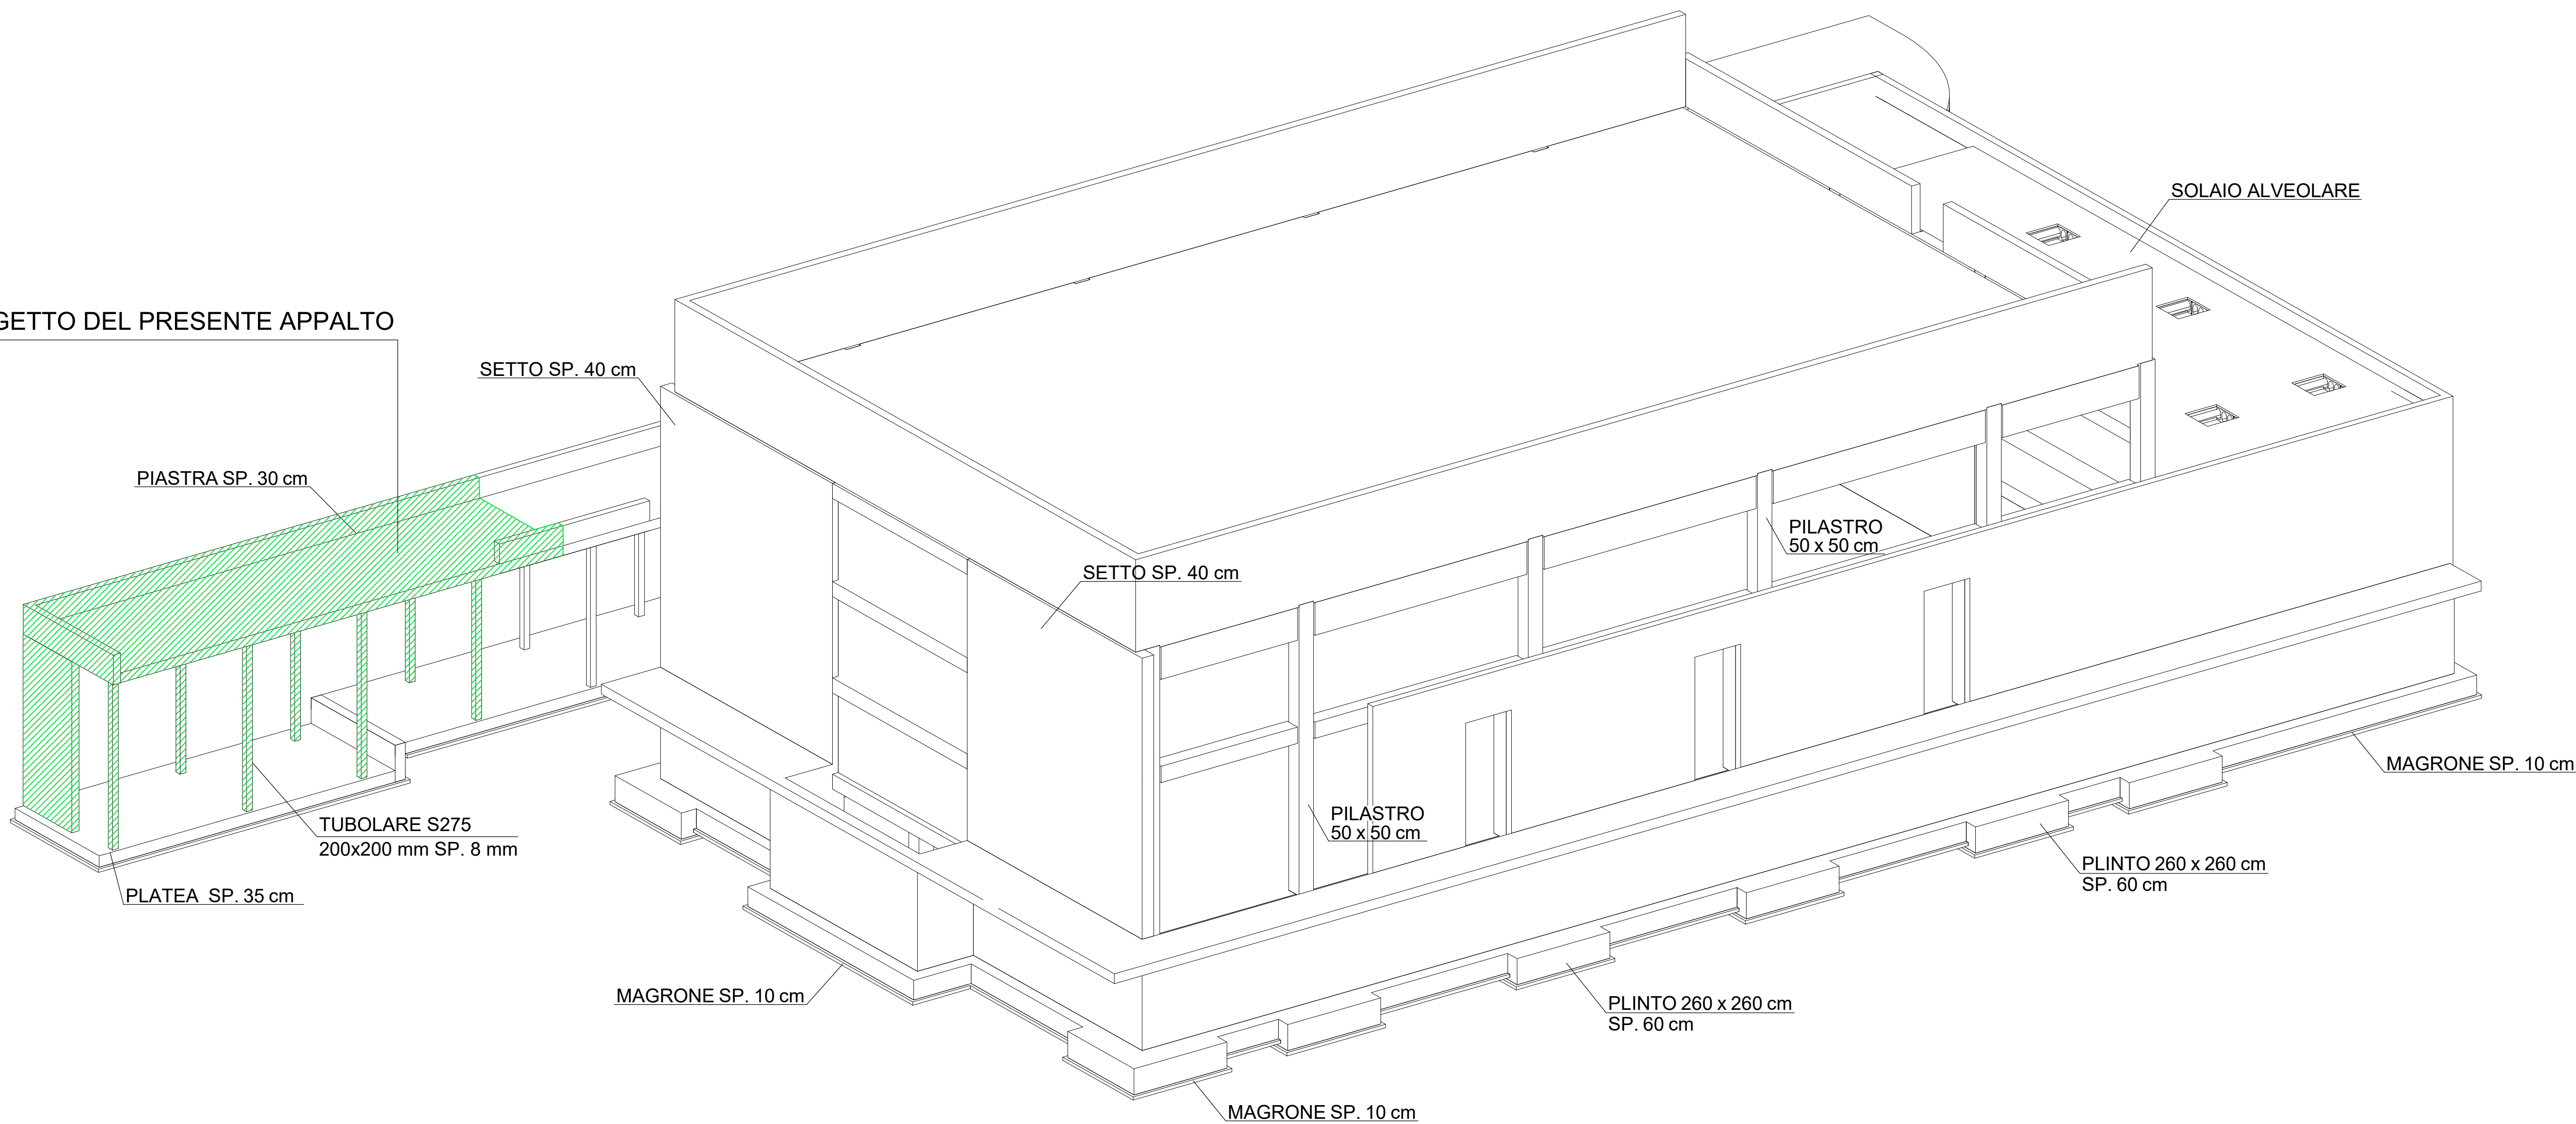 SOLAIO ALVEOLARE
GETTO DEL PRESENTE APPALTO
SETTO SP. 40 cm
PIASTRA SP. 30 cm
PILASTRO
50 x 50 cm
SETTO SP. 40 cm
MAGRONE SP. 10 cm
PILASTRO
50 x 50 cm
TUBOLARE S275
200x200 mm SP. 8 mm
PLINTO 260 x 260 cm
SP. 60 cm
PLATEA SP. 35 cm
MAGRONE SP. 10 cm
PLINTO 260 x 260 cm
SP. 60 cm
MAGRONE SP. 10 cm